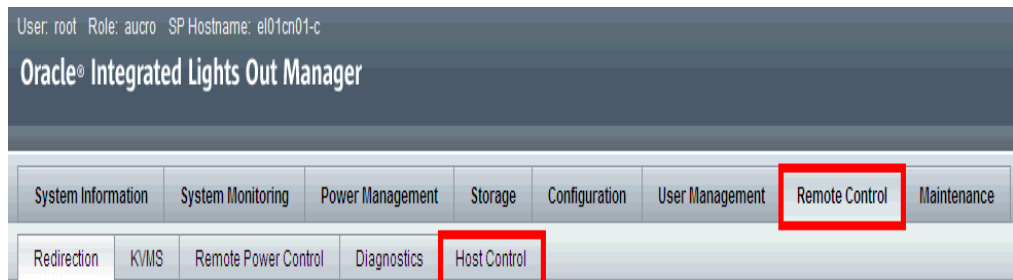 User: root Role: aucro SP Hostname: el01cn01-c
Oracle® Integrated Lights Out Manager
System Information System Monitoring Power Management Storage Configuration User Management Remote Control Maintenance
Redirection KVMS Remote Power Control Diagnostics Host Control